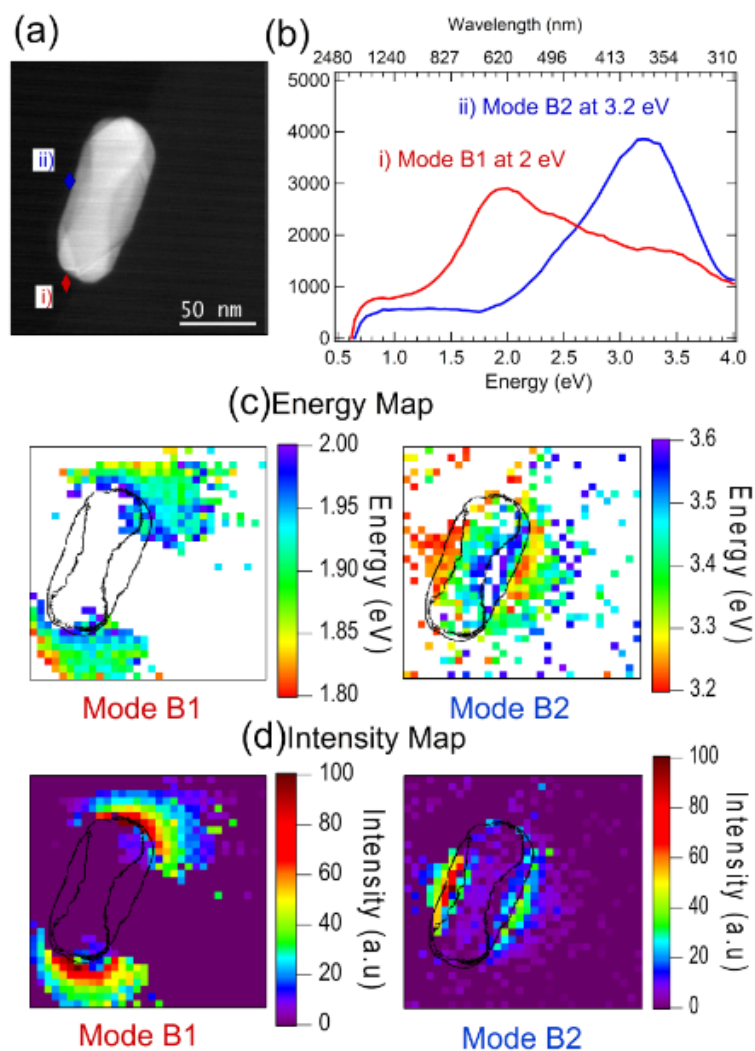 (a)
(b)
ii)
i)
50 nm
Wavelength (nm)
2480 1240 827 620 496 413 354 310
5000
4000
3000
2000
1000
0
ii) Mode B2 at 3.2 eV
i) Mode B1 at 2 eV
0.5 1.0 1.5 2.0 2.5 3.0 3.5 4.0
Energy (eV)
(c)Energy Map
2.00
1.95
1.90
1.85
1.80
Energy (eV)
Mode B1
3.6
3.5
3.4
3.3
3.2
Energy (eV)
Mode B2
(d)Intensity Map
100
80
60
40
20
0
Intensity (a.u)
Mode B1
100
80
60
40
20
0
Intensity (a.u)
Mode B2